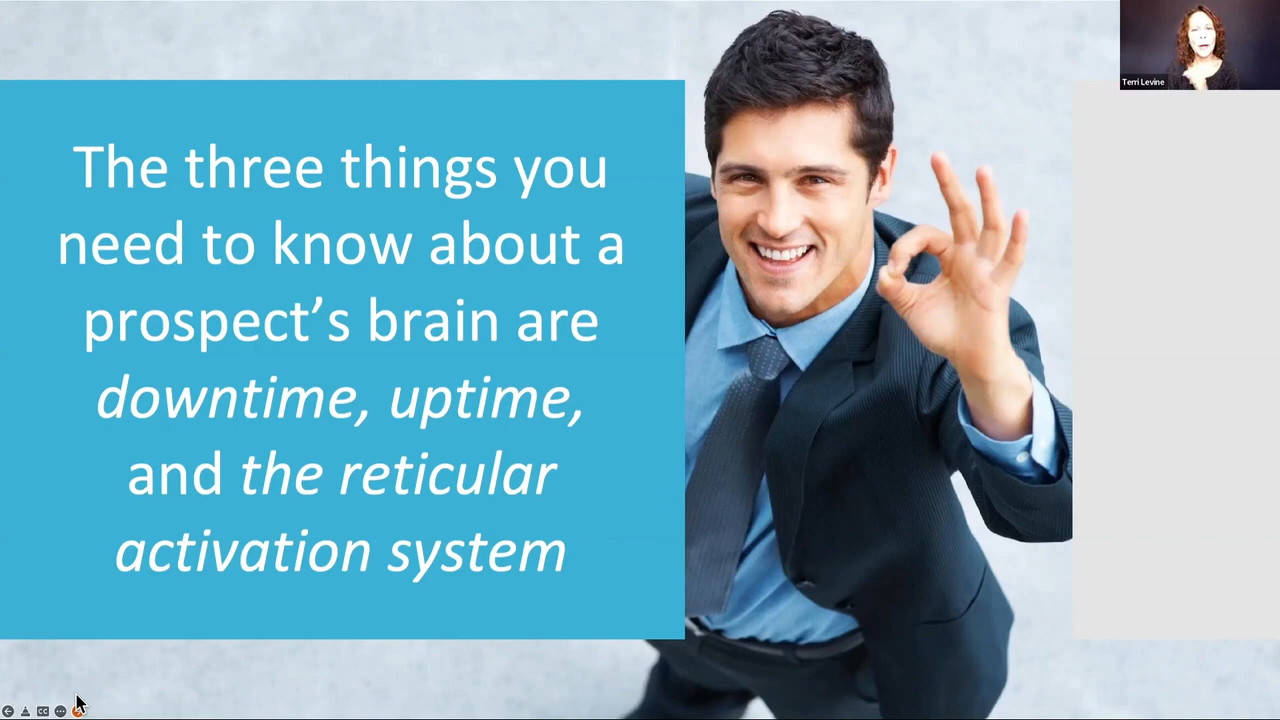 The three things you
need to know about a
prospect’s brain are
downtime, uptime,
and the reticular
activation system
Terri Levine
CC